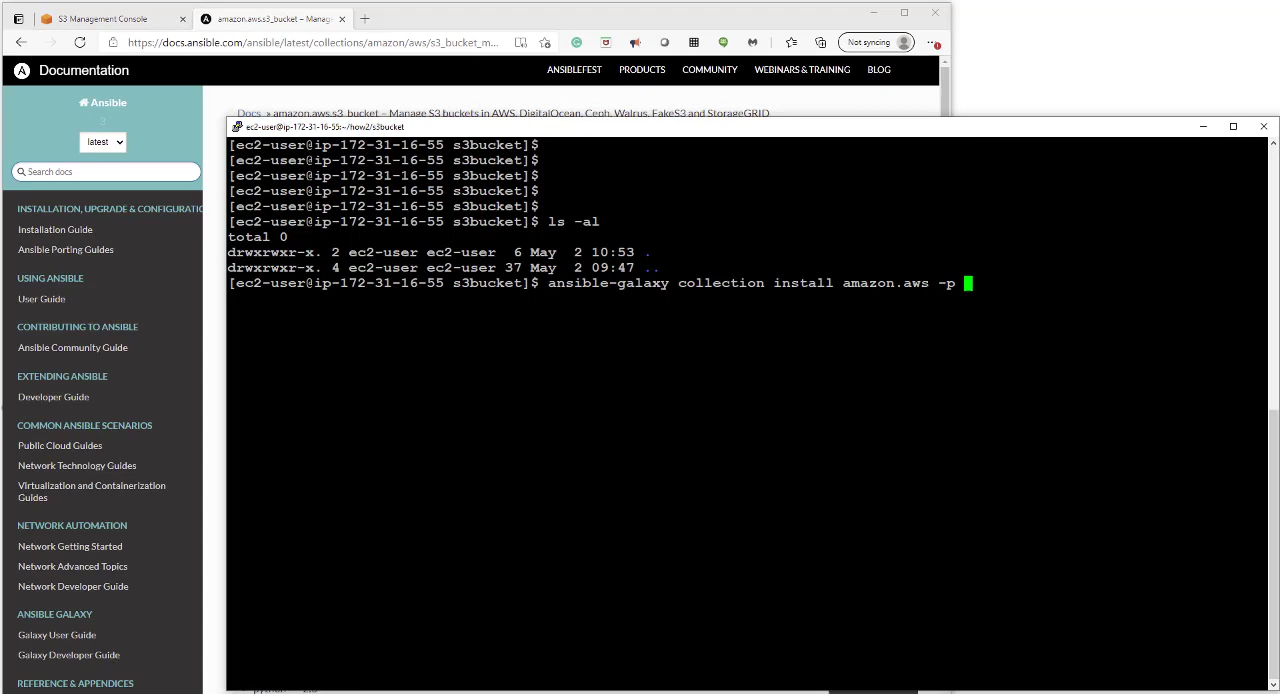 S3 Management Console
amazon.aws.s3_bucket – Manag
https://docs.ansible.com/ansible/latest/collections/amazon/aws/s3_bucket_m...
Not syncing
Documentation
ANSIBLEFEST PRODUCTS COMMUNITY WEBINARS & TRAINING BLOG
Ansible
latest
Search docs
INSTALLATION, UPGRADE & CONFIGURATIO
Installation Guide
Ansible Porting Guides
USING ANSIBLE
User Guide
CONTRIBUTING TO ANSIBLE
Ansible Community Guide
EXTENDING ANSIBLE
Developer Guide
COMMON ANSIBLE SCENARIOS
Public Cloud Guides
Network Technology Guides
Virtualization and Containerization
Guides
NETWORK AUTOMATION
Network Getting Started
Network Advanced Topics
Network Developer Guide
ANSIBLE GALAXY
Galaxy User Guide
Galaxy Developer Guide
REFERENCE & APPENDICES
Docs » amazon.aws.s3_bucket – Manage S3 buckets in AWS, DigitalOcean, Ceph, Walrus, FakeS3 and StorageGRID
ec2-user@ip-172-31-16-55:~/how2/s3bucket
[ec2-user@ip-172-31-16-55 s3bucket]$
[ec2-user@ip-172-31-16-55 s3bucket]$
[ec2-user@ip-172-31-16-55 s3bucket]$
[ec2-user@ip-172-31-16-55 s3bucket]$
[ec2-user@ip-172-31-16-55 s3bucket]$
[ec2-user@ip-172-31-16-55 s3bucket]$ ls -al
total 0
drwxrwxr-x. 2 ec2-user ec2-user 6 May 2 10:53 .
drwxrwxr-x. 4 ec2-user ec2-user 37 May 2 09:47 ..
[ec2-user@ip-172-31-16-55 s3bucket]$ ansible-galaxy collection install amazon.aws -p